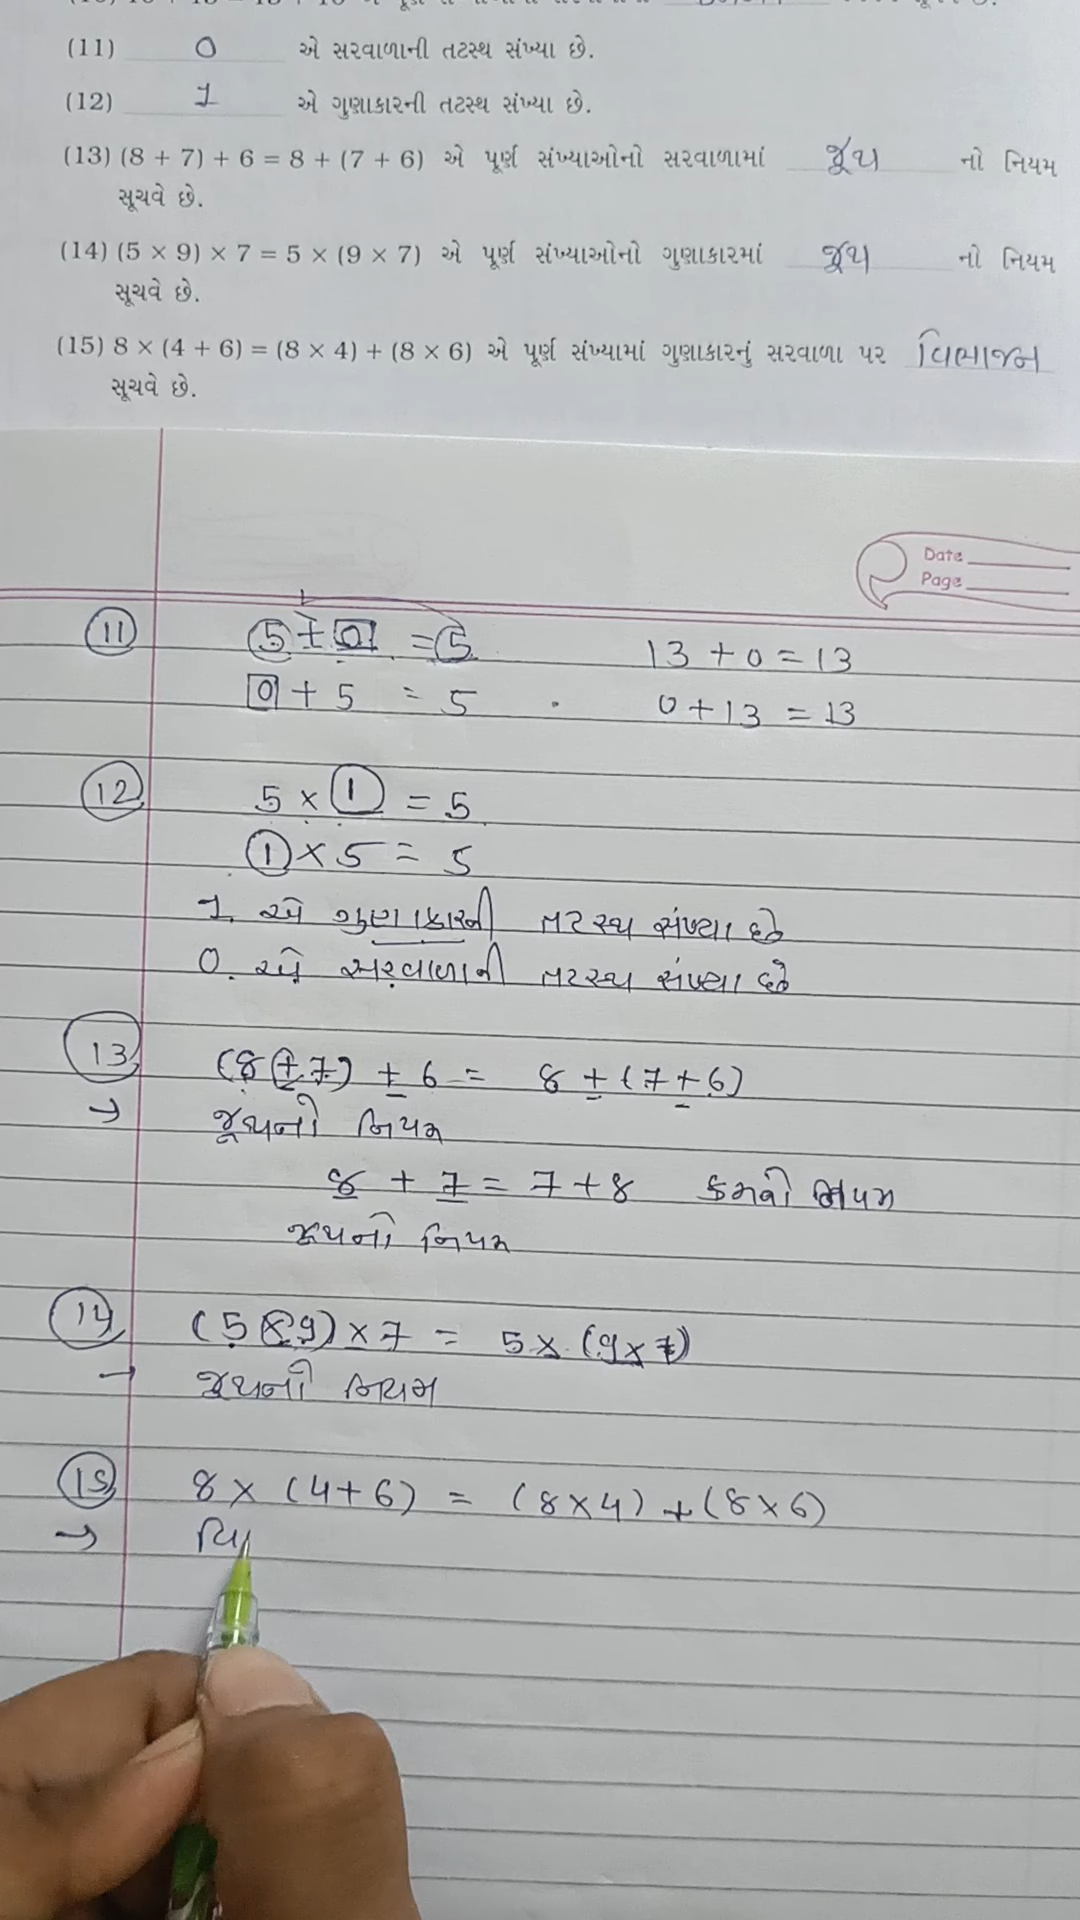 (11) 0 એ સરવાળાની તટસ્થ સંખ્યા છે.
(12) 1 એ ગુણાકારની તટસ્થ સંખ્યા છે.
(13) (8 + 7) + 6 = 8 + (7 + 6) એ પૂર્ણ સંખ્યાઓનો સરવાળામાં જૂથ નો નિયમ
સૂચવે છે.
(14) (5 × 9) × 7 = 5 × (9 × 7) એ પૂર્ણ સંખ્યાઓનો ગુણાકારમાં જૂથ નો નિયમ
સૂચવે છે.
(15) 8 × (4 + 6) = (8 × 4) + (8 × 6) એ પૂર્ણ સંખ્યામાં ગુણાકારનું સરવાળા પર વિભાજન
સૂચવે છે.
Date
Page
11 5 + 0 = 5 13 + 0 = 13
0 + 5 = 5 0 + 13 = 13
12 5 × 1 = 5
1 × 5 = 5
1. એ ગુણાકારની તટસ્થ સંખ્યા છે
0. એ સરવાળાની તટસ્થ સંખ્યા છે
13 (8 + 7) + 6 = 8 + (7 + 6)
→ જૂથનો નિયમ
8 + 7 = 7 + 8 ક્રમનો નિયમ
જૂથનો નિયમ
14 (5 × 9) × 7 = 5 × (9 × 7)
→ જૂથનો નિયમ
15 8 × (4 + 6) = (8 × 4) + (8 × 6)
→ વિ